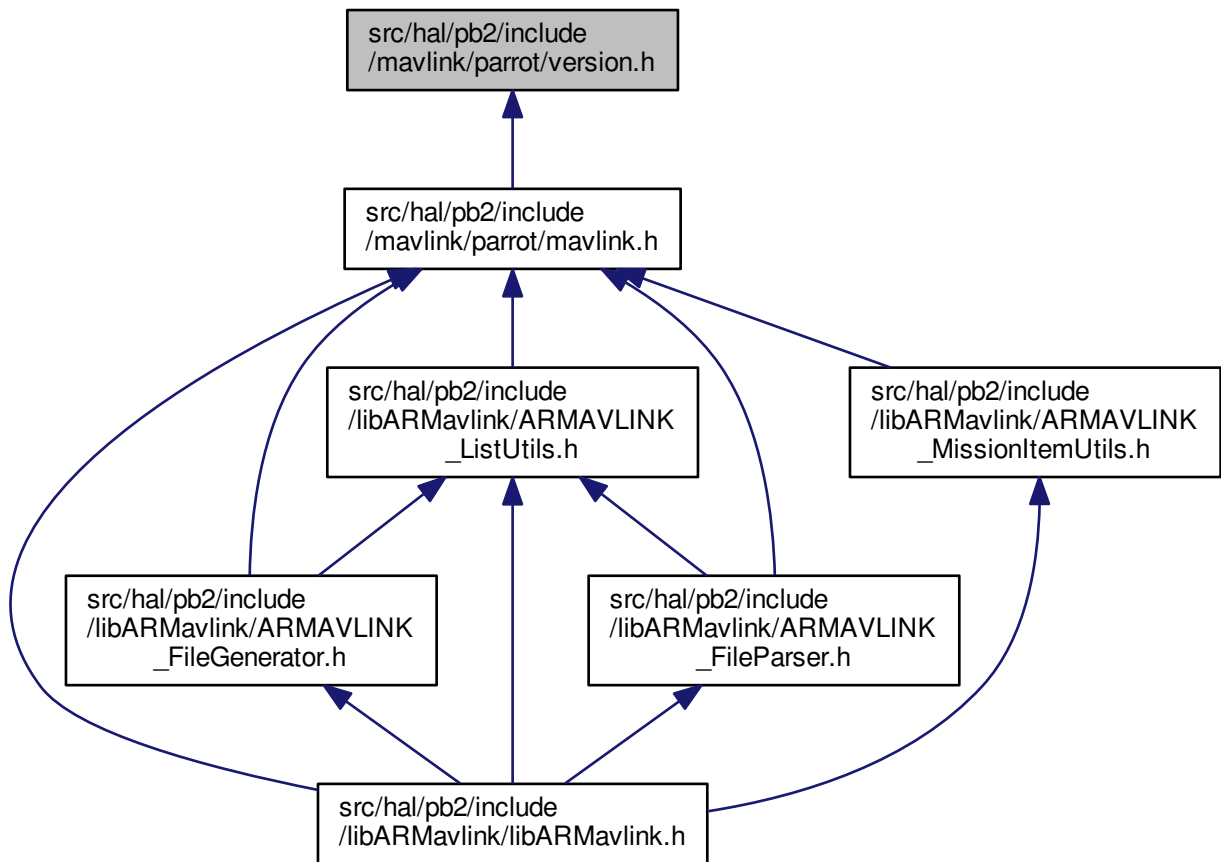 src/hal/pb2/include
/mavlink/parrot/version.h
src/hal/pb2/include
/mavlink/parrot/mavlink.h
src/hal/pb2/include
/libARMavlink/ARMAVLINK
_ListUtils.h
src/hal/pb2/include
/libARMavlink/ARMAVLINK
_MissionItemUtils.h
src/hal/pb2/include
/libARMavlink/ARMAVLINK
_FileGenerator.h
src/hal/pb2/include
/libARMavlink/ARMAVLINK
_FileParser.h
src/hal/pb2/include
/libARMavlink/libARMavlink.h